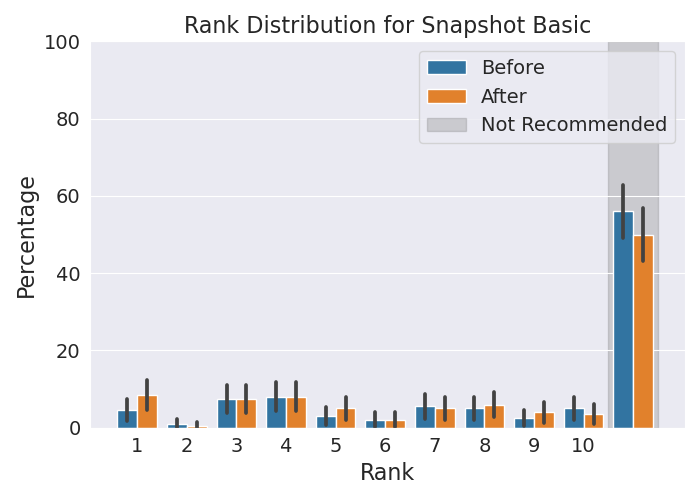 Rank Distribution for Snapshot Basic
100
80
60
40
20
0
Percentage
Before
After
Not Recommended
1 2 3 4 5 6 7 8 9 10
Rank